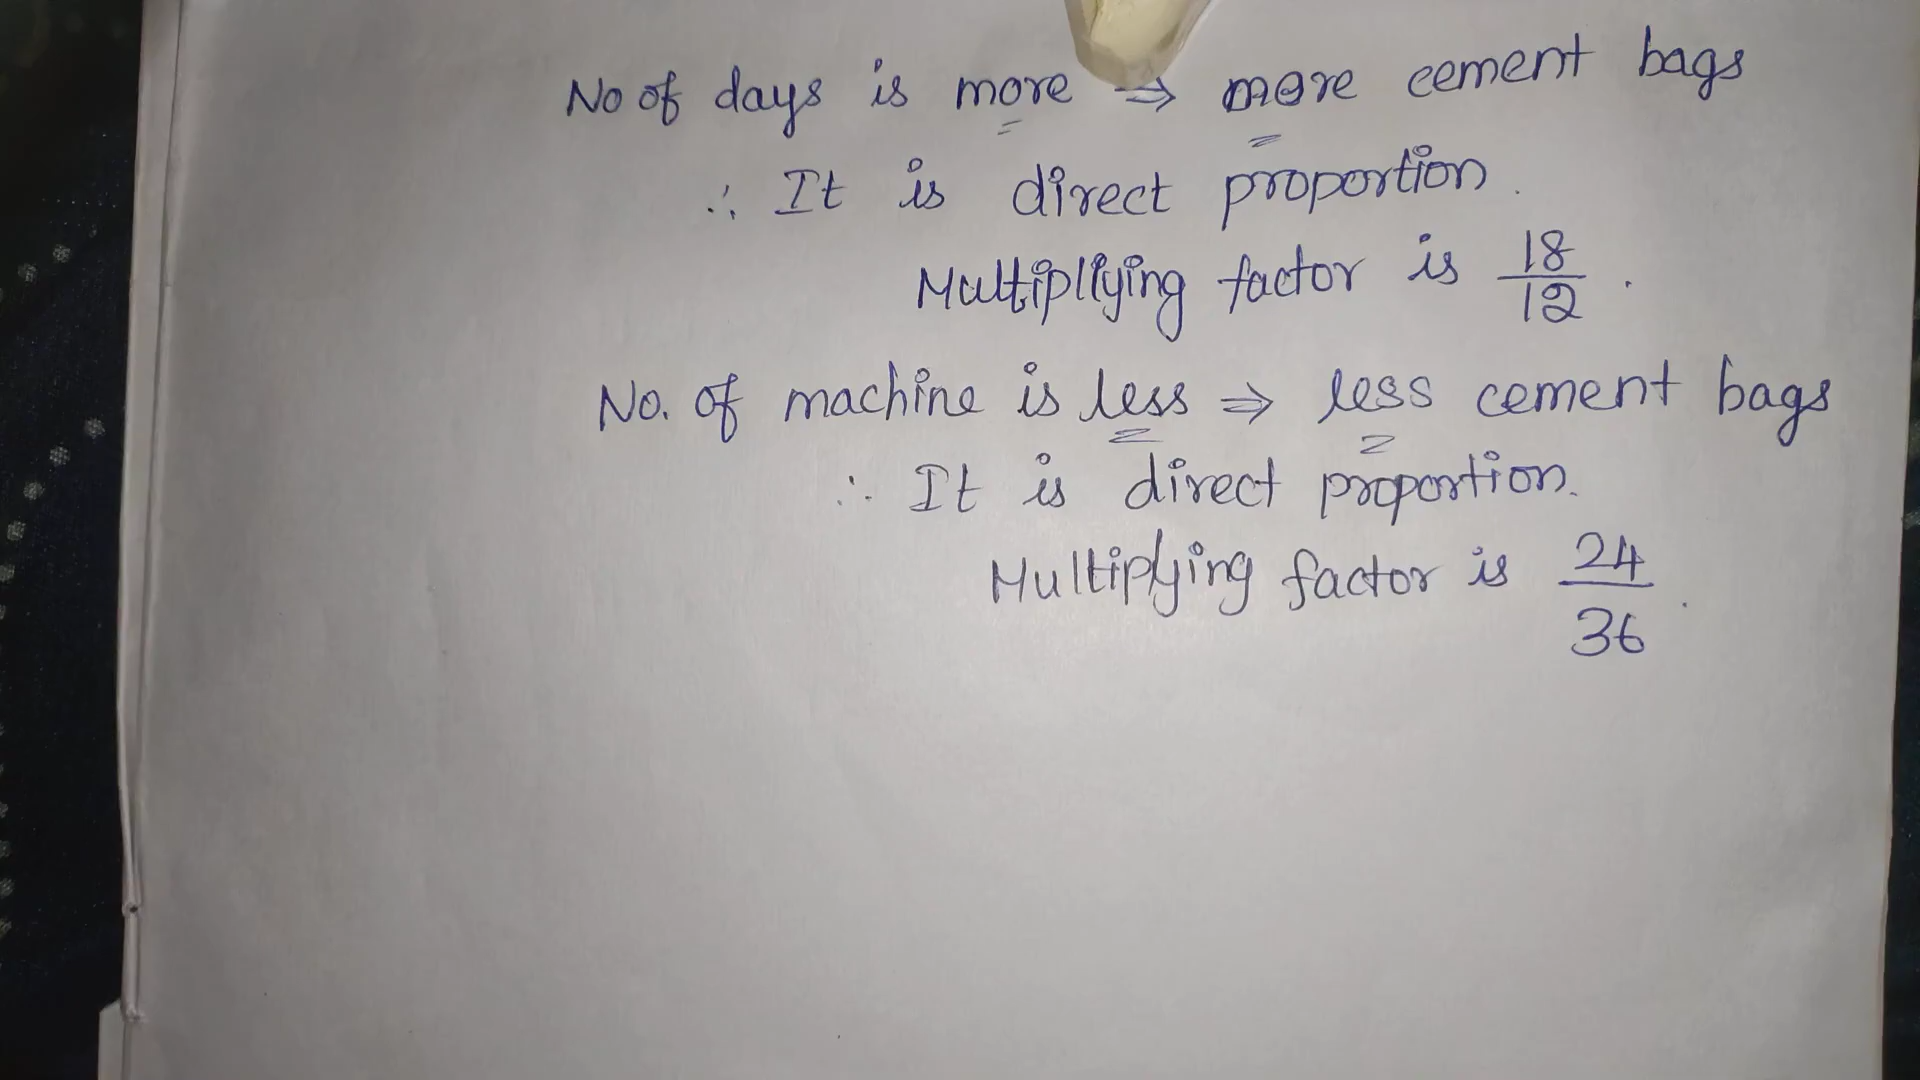 No of days is more ⇒ more cement bags
∴ It is direct proportion.
Multiplying factor is 18/12.
No. of machine is less ⇒ less cement bags
∴ It is direct proportion.
Multiplying factor is 24/36.